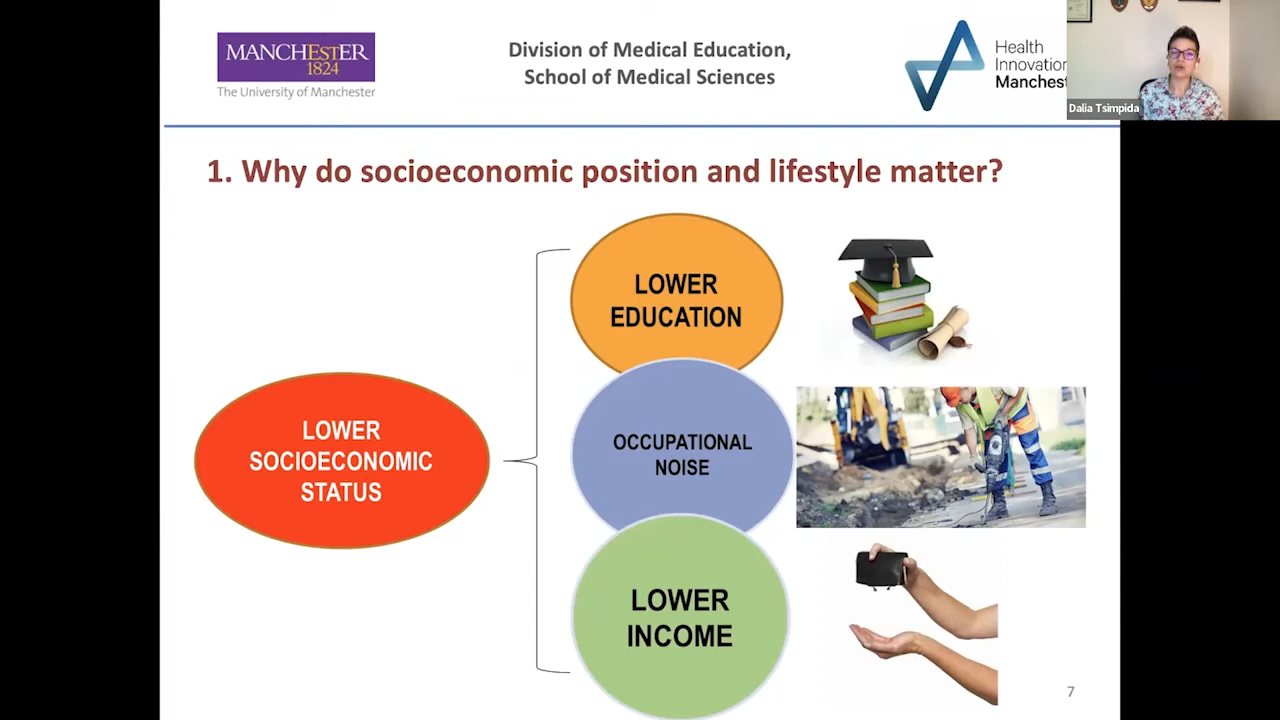 MANCHESTER
1824
The University of Manchester
Division of Medical Education,
School of Medical Sciences
Health
Innovation
Manchest
Dalia Tsimpida
1. Why do socioeconomic position and lifestyle matter?
LOWER
EDUCATION
LOWER
SOCIOECONOMIC
STATUS
OCCUPATIONAL
NOISE
LOWER
INCOME
7